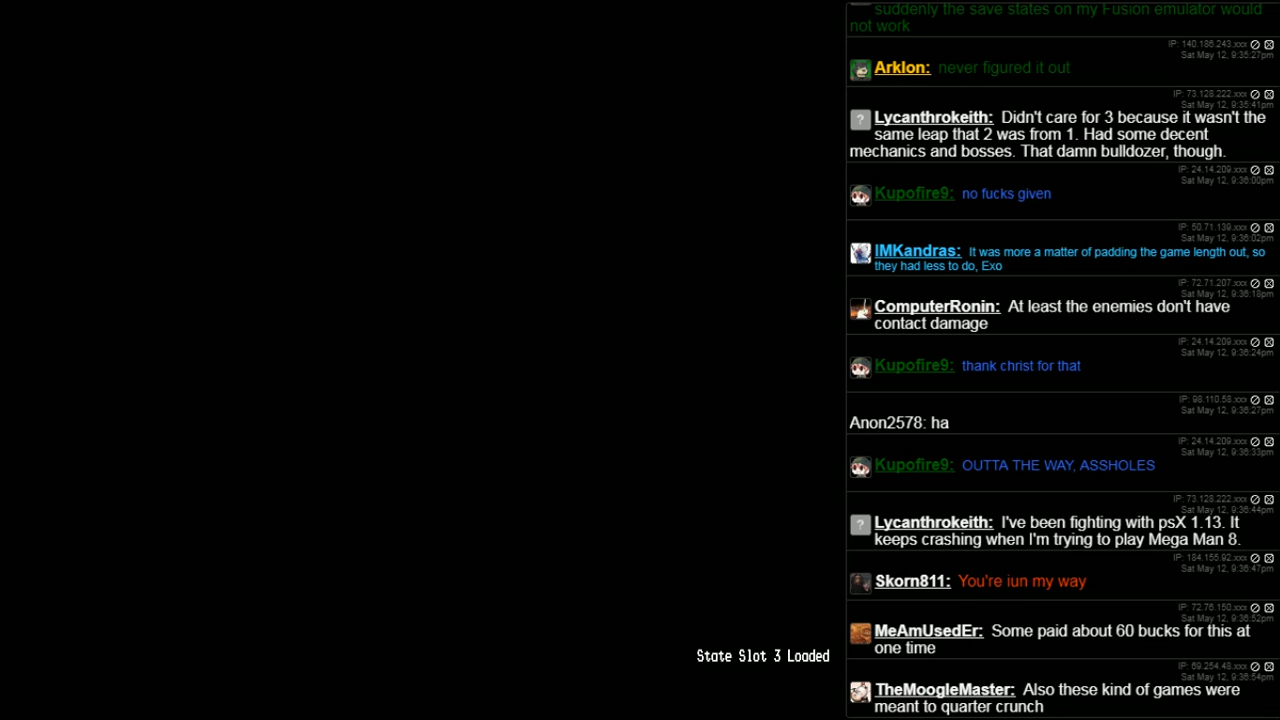 suddenly the save states on my Fusion emulator would
not work
IP: 140.186.243.xxx
Sat May 12, 9:35:27pm
Arklon: never figured it out
IP: 73.128.222.xxx
Sat May 12, 9:35:41pm
Lycanthrokeith: Didn't care for 3 because it wasn't the
same leap that 2 was from 1. Had some decent
mechanics and bosses. That damn bulldozer, though.
IP: 24.14.209.xxx
Sat May 12, 9:36:00pm
Kupofire9: no fucks given
IP: 50.71.139.xxx
Sat May 12, 9:36:02pm
IMKandras: It was more a matter of padding the game length out, so
they had less to do, Exo
IP: 72.71.207.xxx
Sat May 12, 9:36:18pm
ComputerRonin: At least the enemies don't have
contact damage
IP: 24.14.209.xxx
Sat May 12, 9:36:24pm
Kupofire9: thank christ for that
IP: 98.110.58.xxx
Sat May 12, 9:36:27pm
Anon2578: ha
IP: 24.14.209.xxx
Sat May 12, 9:36:33pm
Kupofire9: OUTTA THE WAY, ASSHOLES
IP: 73.128.222.xxx
Sat May 12, 9:36:44pm
Lycanthrokeith: I've been fighting with psX 1.13. It
keeps crashing when I'm trying to play Mega Man 8.
IP: 184.155.92.xxx
Sat May 12, 9:36:47pm
Skorn811: You're iun my way
IP: 72.76.150.xxx
Sat May 12, 9:36:52pm
MeAmUsedEr: Some paid about 60 bucks for this at
one time
State Slot 3 Loaded
IP: 69.254.48.xxx
Sat May 12, 9:36:54pm
TheMoogleMaster: Also these kind of games were
meant to quarter crunch